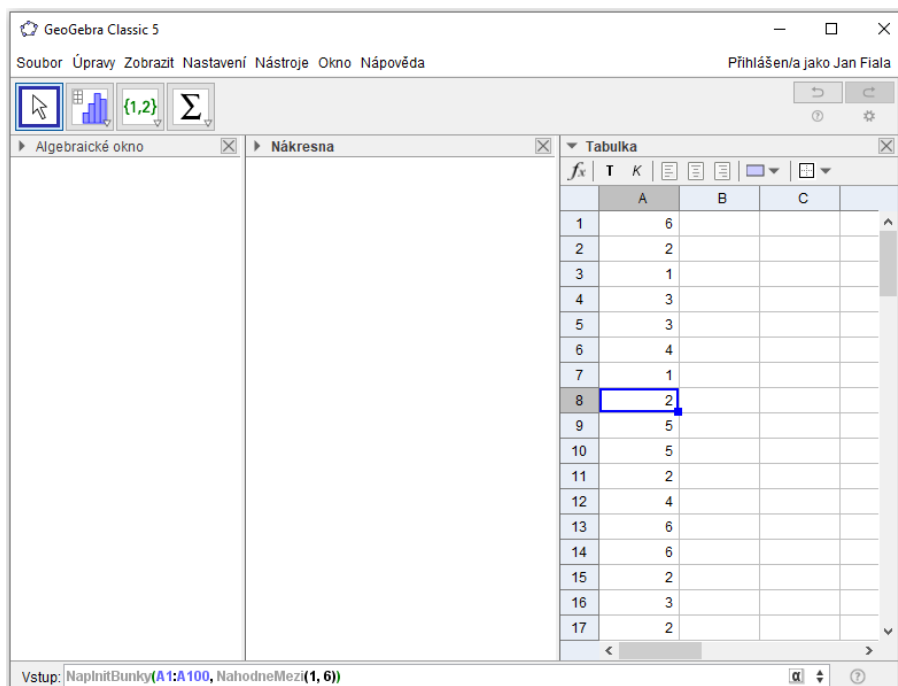 GeoGebra Classic 5
Soubor Úpravy Zobrazit Nastavení Nástroje Okno Nápověda Přihlášen/a jako Jan Fiala
{1,2} Σ
Algebraické okno Nákresna Tabulka
fx T K
A B C
1 6
2 2
3 1
4 3
5 3
6 4
7 1
8 2
9 5
10 5
11 2
12 4
13 6
14 6
15 2
16 3
17 2
Vstup: NaplnitBunky(A1:A100, NahodneMezi(1, 6)) α